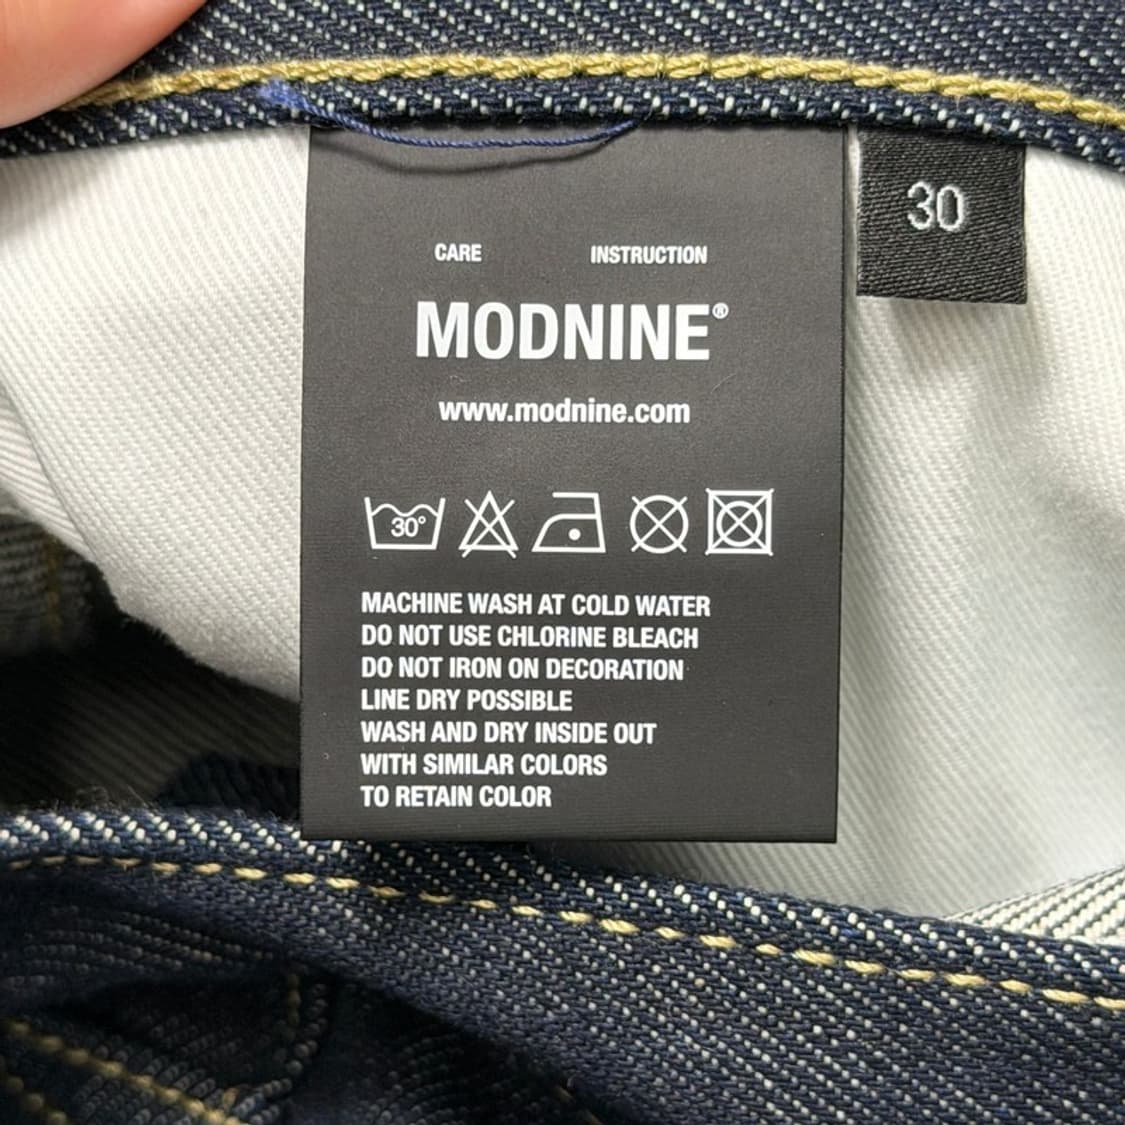 30
CARE INSTRUCTION
MODNINE®
www.modnine.com
30°
MACHINE WASH AT COLD WATER
DO NOT USE CHLORINE BLEACH
DO NOT IRON ON DECORATION
LINE DRY POSSIBLE
WASH AND DRY INSIDE OUT
WITH SIMILAR COLORS
TO RETAIN COLOR